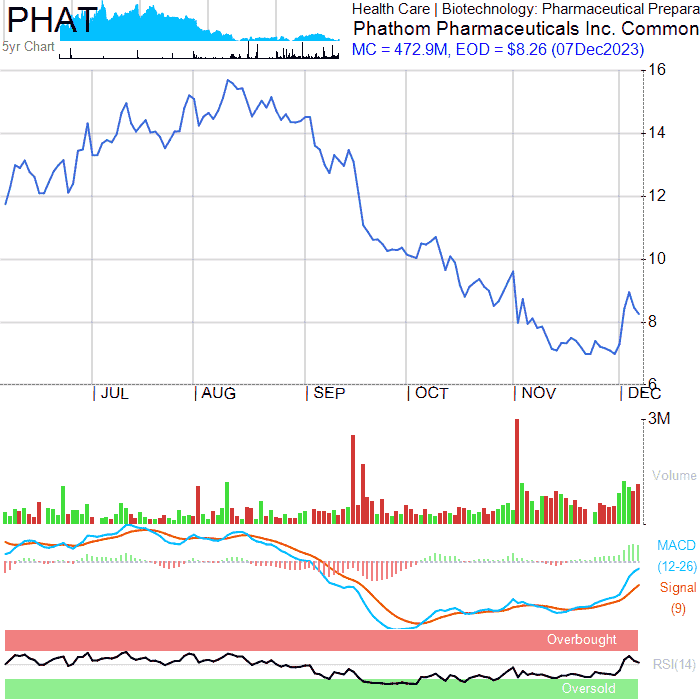 PHAT
Health Care | Biotechnology: Pharmaceutical Prepara
Phathom Pharmaceuticals Inc. Common
5yr Chart
MC = 472.9M, EOD = $8.26 (07Dec2023)
16
14
12
10
8
6
JUL
AUG
SEP
OCT
NOV
DEC
3M
Volume
MACD
(12-26)
Signal
(9)
Overbought
RSI(14)
Oversold